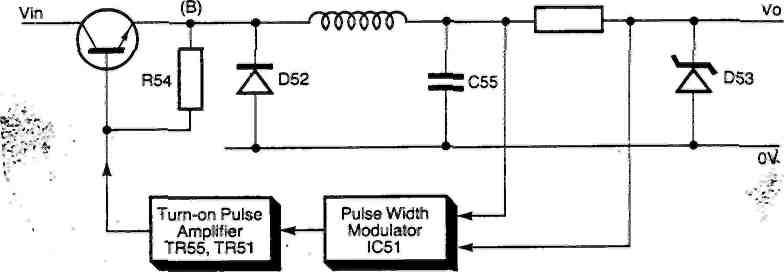 Vin
(B)
Vo
R54
D52
C55
D53
0V
Turn-on Pulse
Amplifier
TR55, TR51
Pulse Width
Modulator
IC51